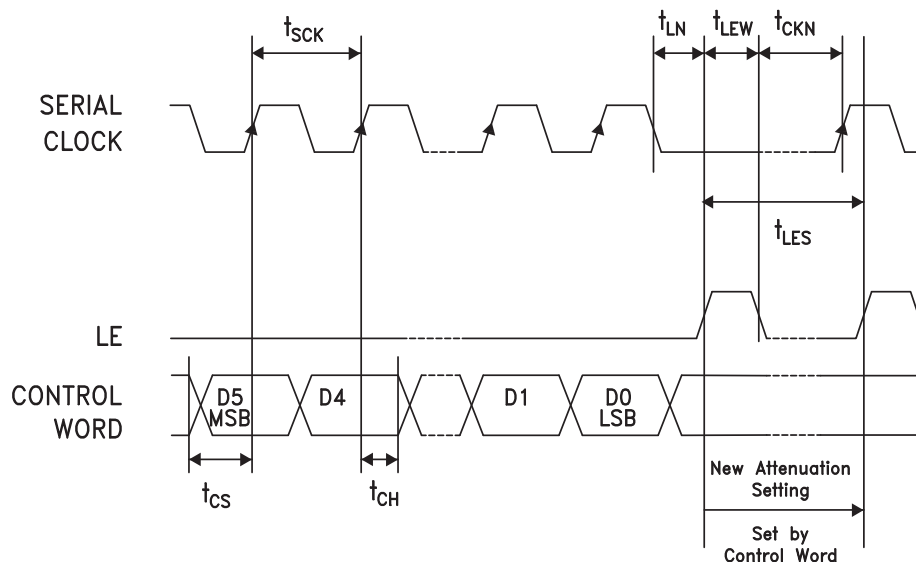 tSCK
tLN tLEW tCKN
SERIAL
CLOCK
tLES
LE
CONTROL
WORD
D5
MSB
D4
D1
D0
LSB
tCS
tCH
New Attenuation
Setting
Set by
Control Word